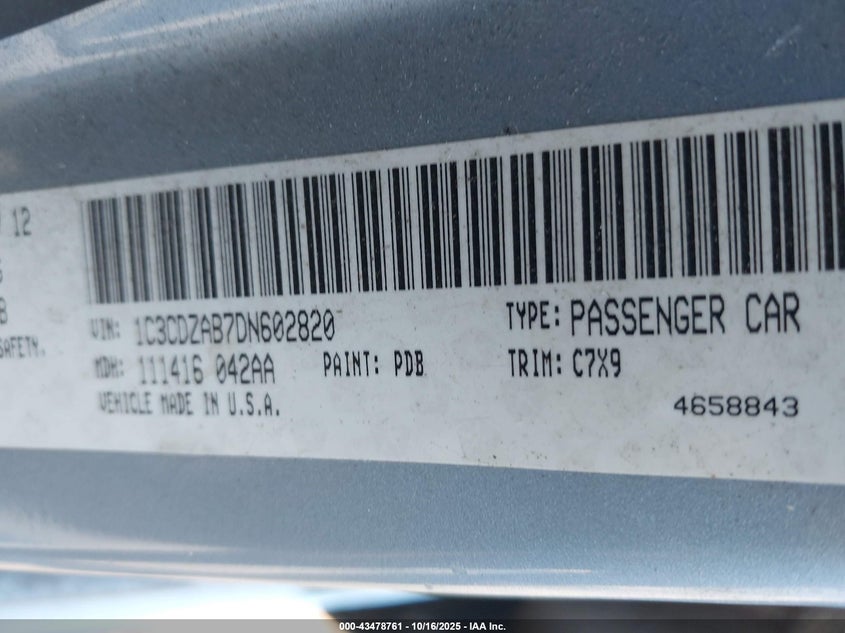 12
B
SAFETY.
VIN: 1C3CDZAB7DN602820
TYPE: PASSENGER CAR
MDH: 111416 042AA
PAINT: PDB
TRIM: C7X9
VEHICLE MADE IN U.S.A.
4658843
000-43478761 - 10/16/2025 - IAA Inc.